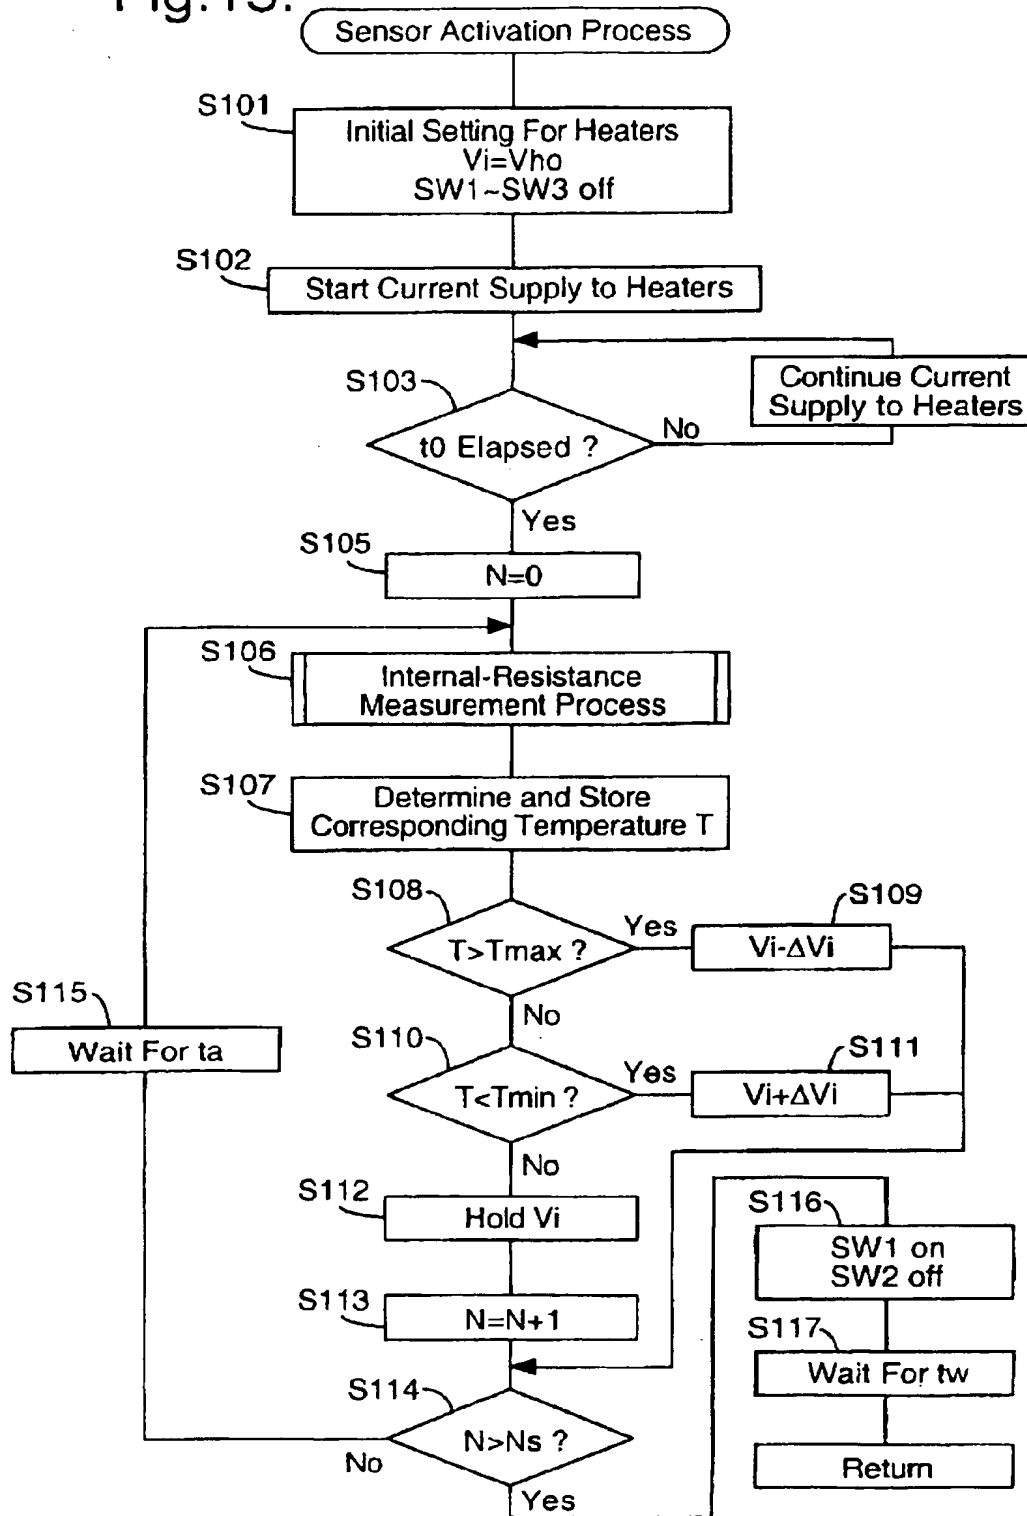 Fig.13.
Sensor Activation Process
S101
Initial Setting For Heaters
Vi=Vho
SW1~SW3 off
S102
Start Current Supply to Heaters
S103
t0 Elapsed ?
No
Continue Current
Supply to Heaters
Yes
S105
N=0
S106
Internal-Resistance
Measurement Process
S107
Determine and Store
Corresponding Temperature T
S108
T>Tmax ?
Yes
S109
Vi-ΔVi
No
S115
Wait For ta
S110
T<Tmin ?
Yes
S111
Vi+ΔVi
No
S112
Hold Vi
S113
N=N+1
S114
N>Ns ?
No
Yes
S116
SW1 on
SW2 off
S117
Wait For tw
Return